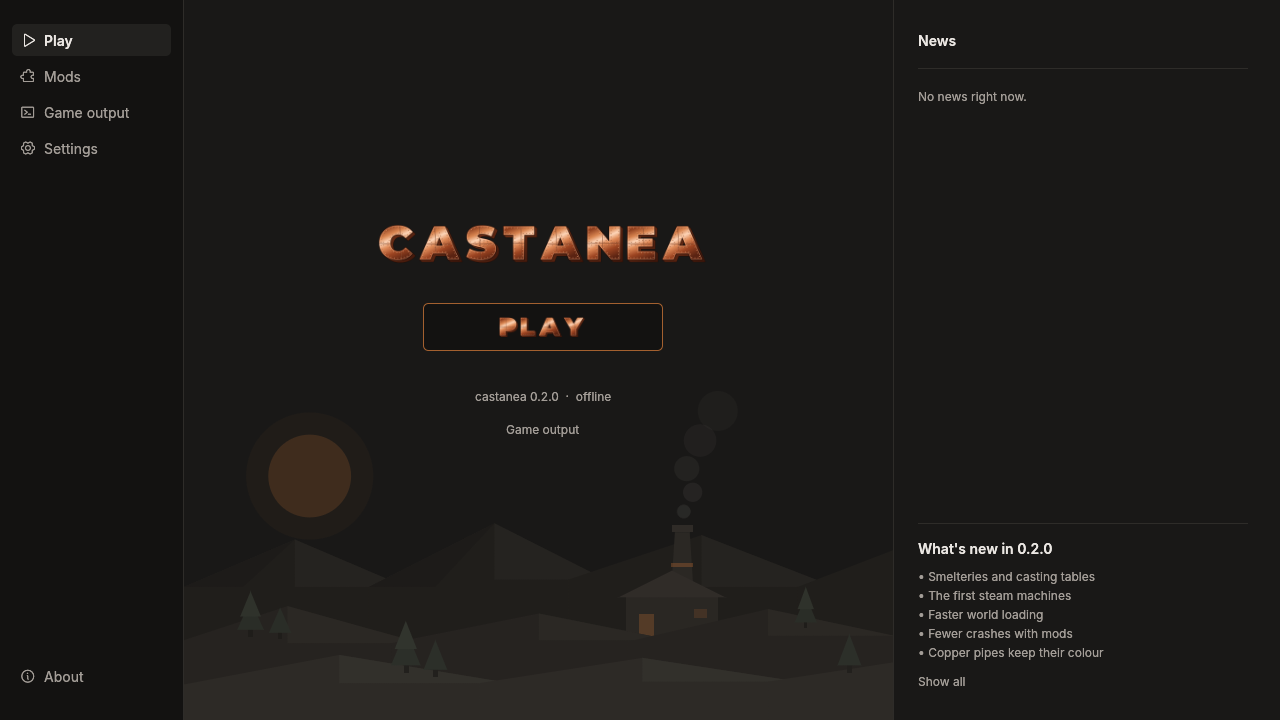 Play
Mods
Game output
Settings
About
CASTANEA
PLAY
castanea 0.2.0 · offline
Game output
News
No news right now.
What's new in 0.2.0
• Smelteries and casting tables
• The first steam machines
• Faster world loading
• Fewer crashes with mods
• Copper pipes keep their colour
Show all